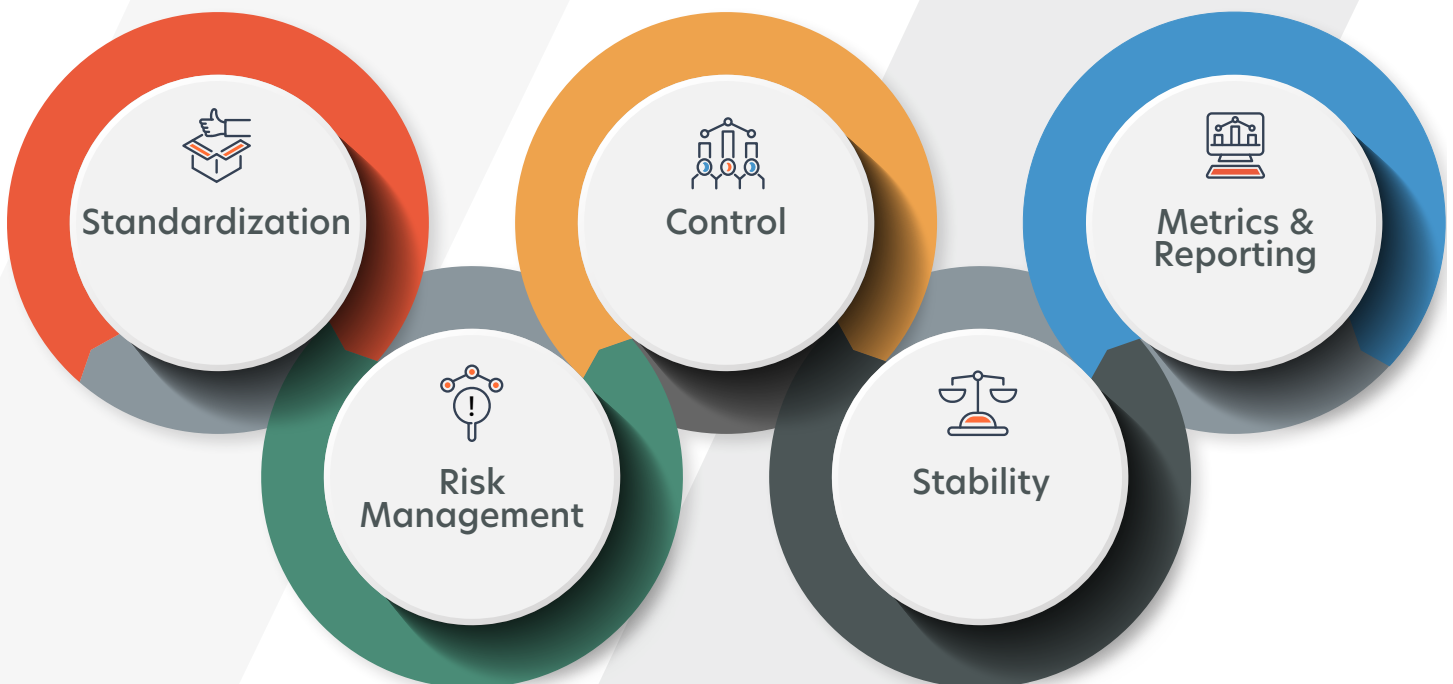 Standardization
Control
Metrics &
Reporting
!
Risk
Management
Stability